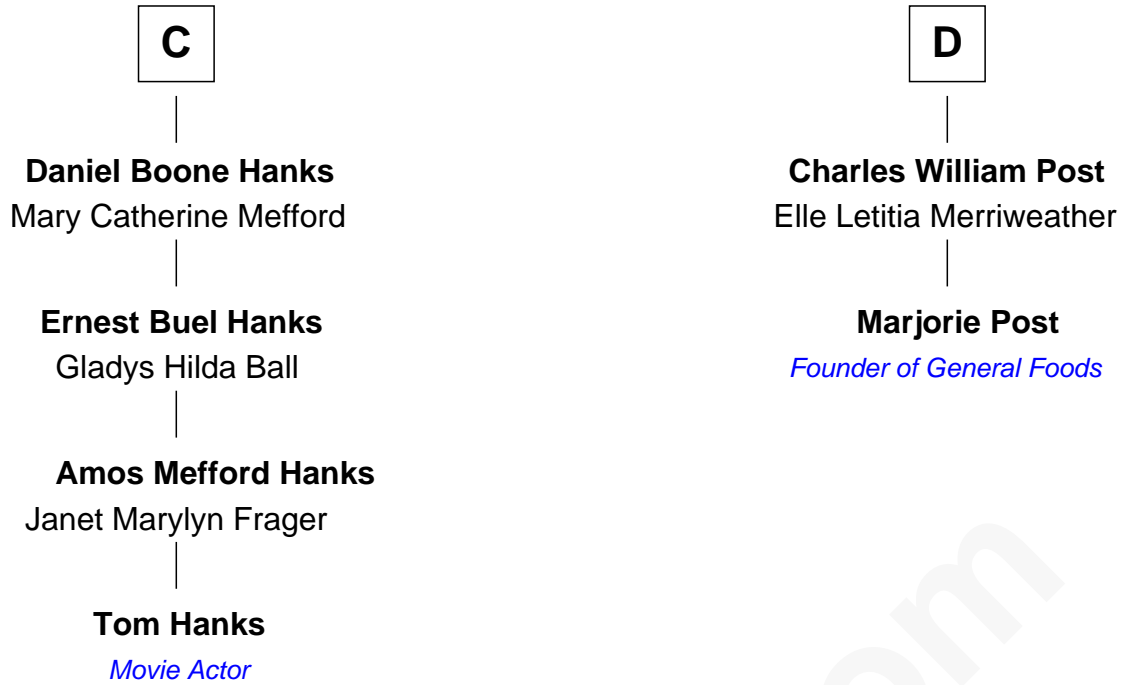 C
Daniel Boone Hanks
Mary Catherine Mefford
Ernest Buel Hanks
Gladys Hilda Ball
Amos Mefford Hanks
Janet Marylyn Frager
Tom Hanks
Movie Actor
D
Charles William Post
Elle Letitia Merriweather
Marjorie Post
Founder of General Foods
om